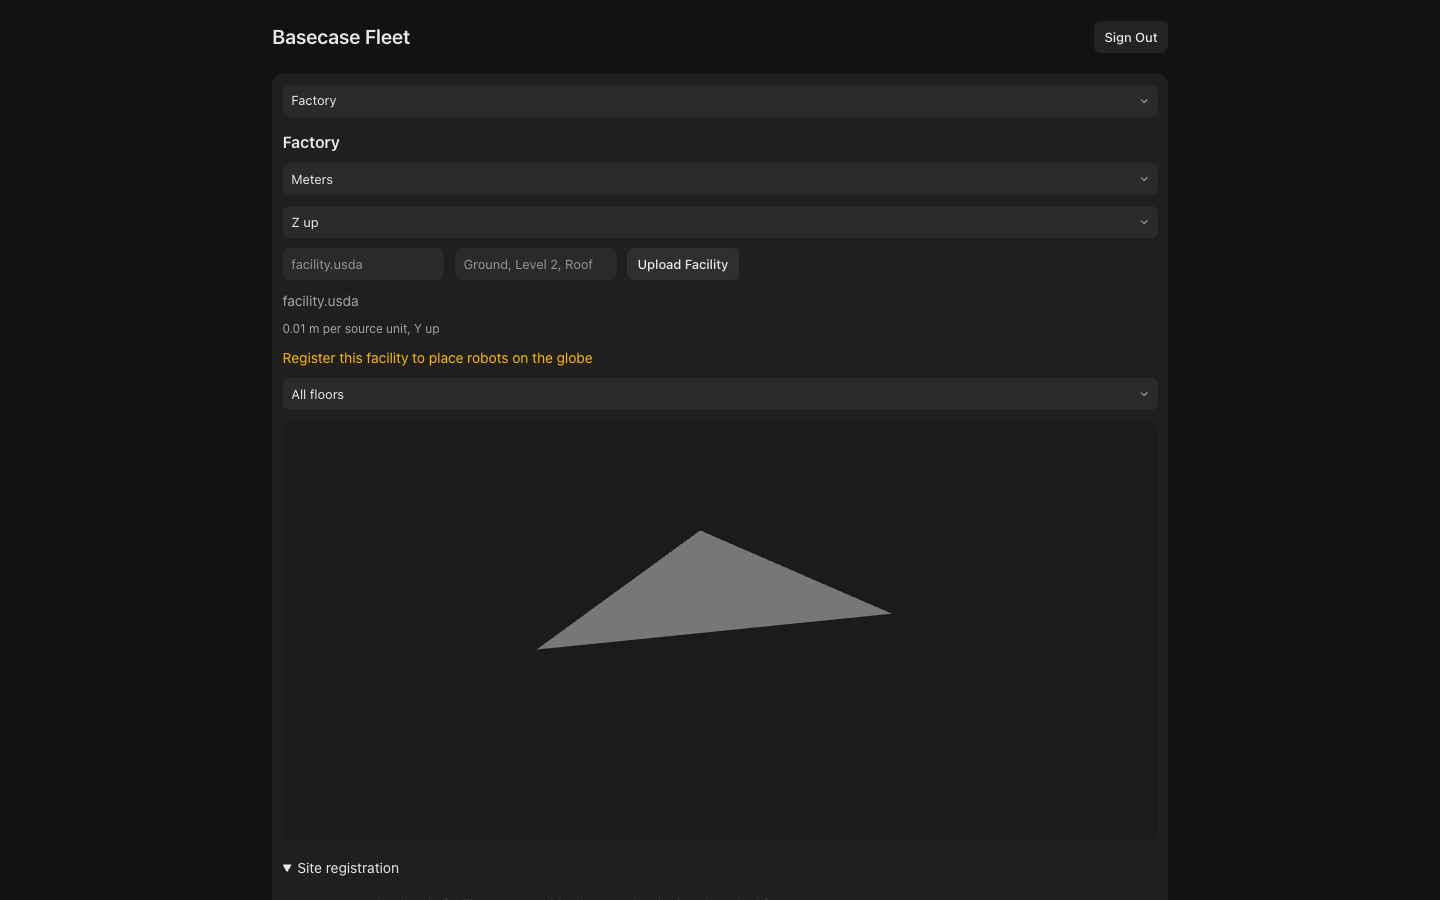 Basecase Fleet
Sign Out
Factory
Factory
Meters
Z up
facility.usda
Ground, Level 2, Roof
Upload Facility
facility.usda
0.01 m per source unit, Y up
Register this facility to place robots on the globe
All floors
Site registration